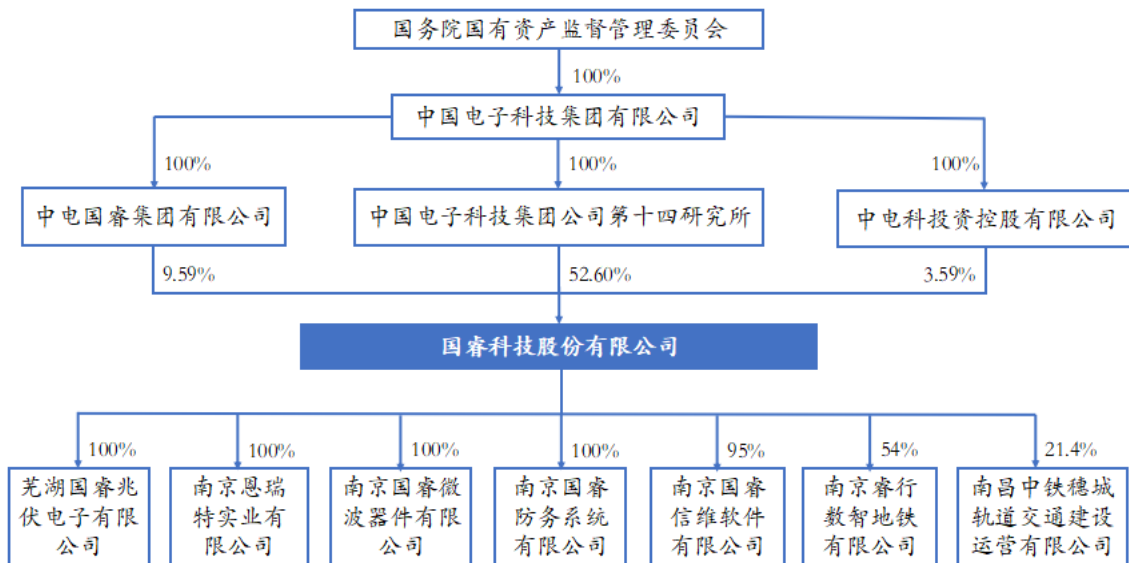 国务院国有资产监督管理委员会
100%
中国电子科技集团有限公司
100%
100%
100%
中电国睿集团有限公司
中国电子科技集团公司第十四研究所
中电科投资控股有限公司
9.59%
52.60%
3.59%
国睿科技股份有限公司
100%
100%
100%
100%
95%
54%
21.4%
芜湖国睿兆
伏电子有限
公司
南京恩瑞
特实业有
限公司
南京国睿微
波器件有限
公司
南京国睿
防务系统
有限公司
南京国睿
信维软件
有限公司
南京睿行
数智地铁
有限公司
南昌中铁穗城
轨道交通建设
运营有限公司